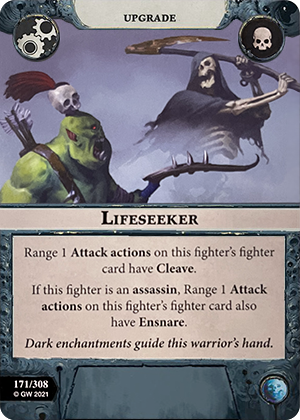 UPGRADE
LIFESEEKER
Range 1 Attack actions on this fighter's fighter
card have Cleave.
If this fighter is an assassin, Range 1 Attack
actions on this fighter's fighter card also
have Ensnare.
Dark enchantments guide this warrior's hand.
171/308
© GW 2021